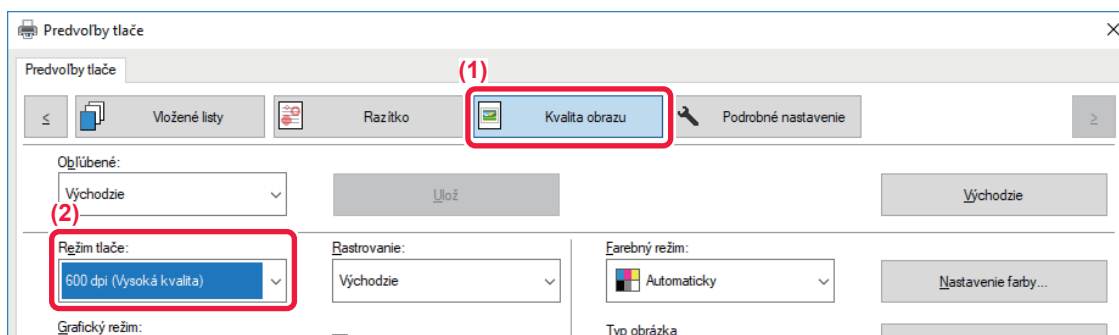 Predvoľby tlače
Predvoľby tlače
(1)
< Vložené listy Razítko Kvalita obrazu Podrobné nastavenie >
Obľúbené:
Východzie Ulož Východzie
(2)
Režim tlače: Rastrovanie: Farebný režim:
600 dpi (Vysoká kvalita) Východzie Automaticky Nastavenie farby...
Grafický režim: Typ obrázka